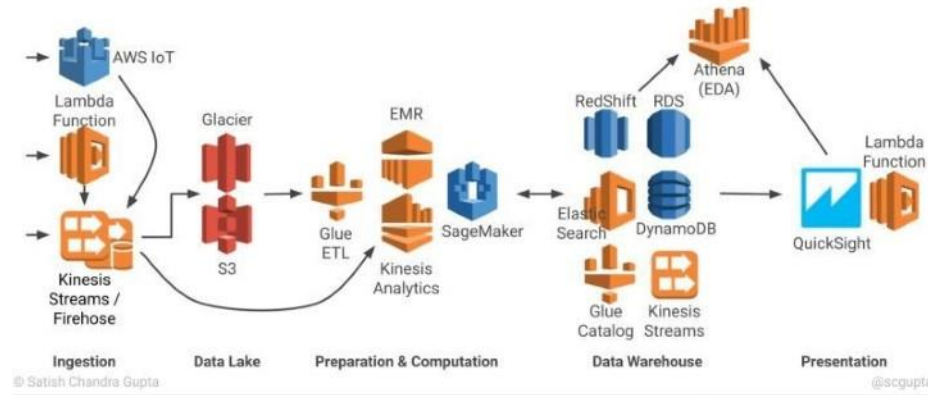 AWS IoT
Lambda
Function
Kinesis
Streams /
Firehose
Glacier
S3
Glue
ETL
EMR
Kinesis
Analytics
SageMaker
RedShift
RDS
Elastic
Search
DynamoDB
Glue
Catalog
Kinesis
Streams
Athena
(EDA)
QuickSight
Lambda
Function
Ingestion
Data Lake
Preparation & Computation
Data Warehouse
Presentation
© Satish Chandra Gupta
@scgupta